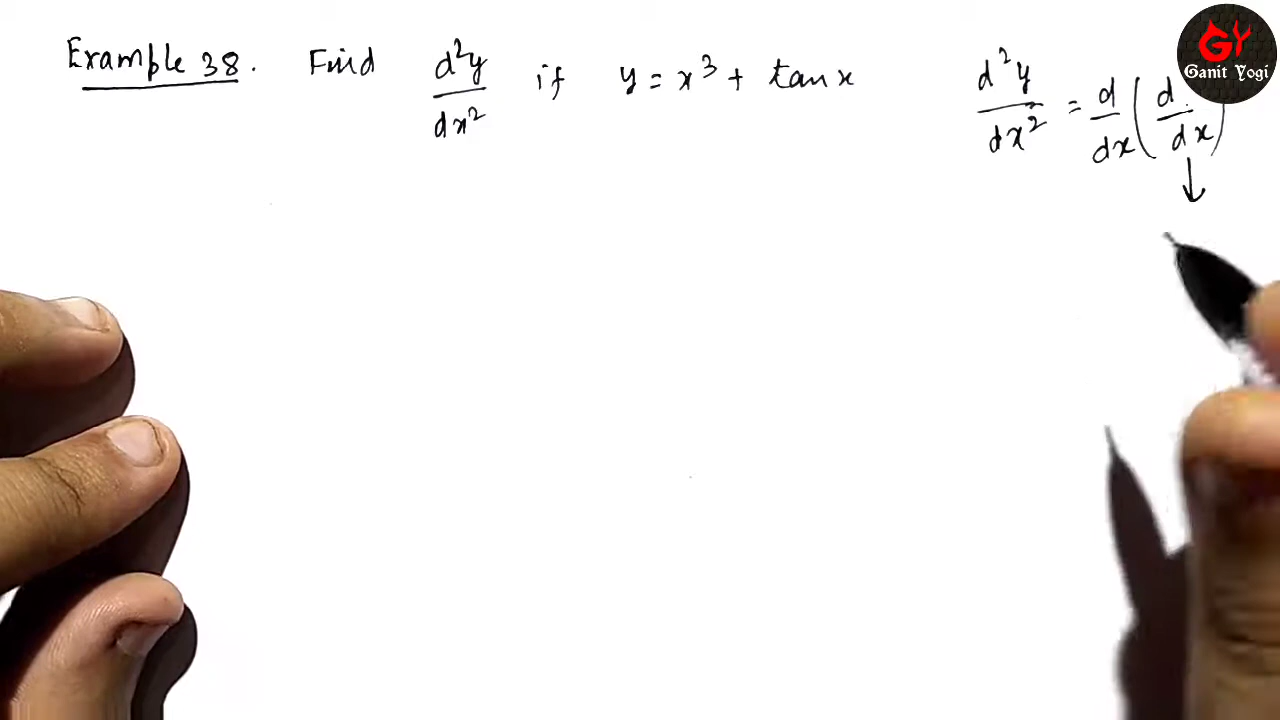 Example 38. Find d²y/dx² if y = x³ + tan x
d²y/dx² = d/dx (d /dx)
↓
GY
Ganit Yogi